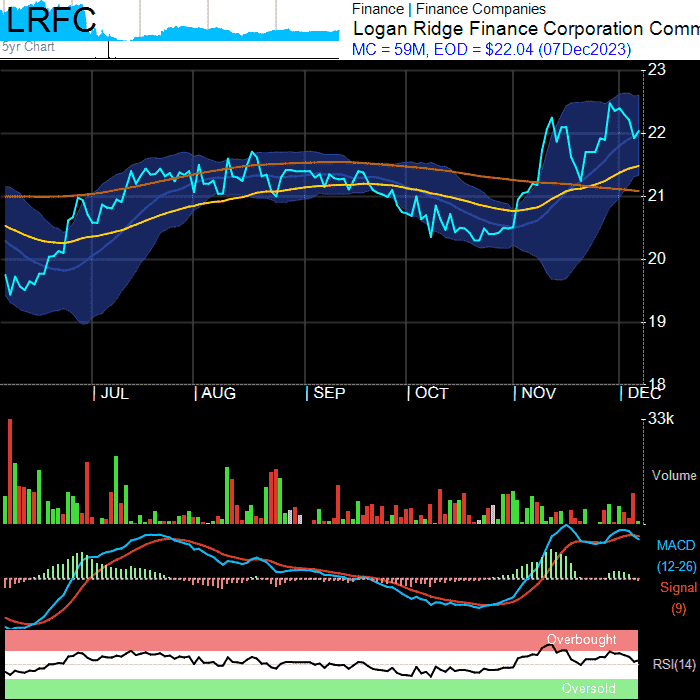 LRFC
5yr Chart
Finance | Finance Companies
Logan Ridge Finance Corporation Comm
MC = 59M, EOD = $22.04 (07Dec2023)
23
22
21
20
19
18
JUL
AUG
SEP
OCT
NOV
DEC
33k
Volume
MACD
(12-26)
Signal
(9)
Overbought
RSI(14)
Oversold